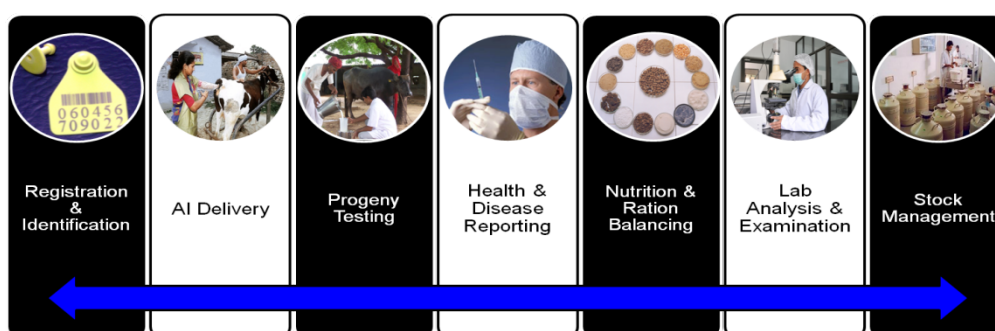 060456
709022
Registration
&
Identification
AI Delivery
Progeny
Testing
Health &
Disease
Reporting
Nutrition &
Ration
Balancing
Lab
Analysis &
Examination
Stock
Management